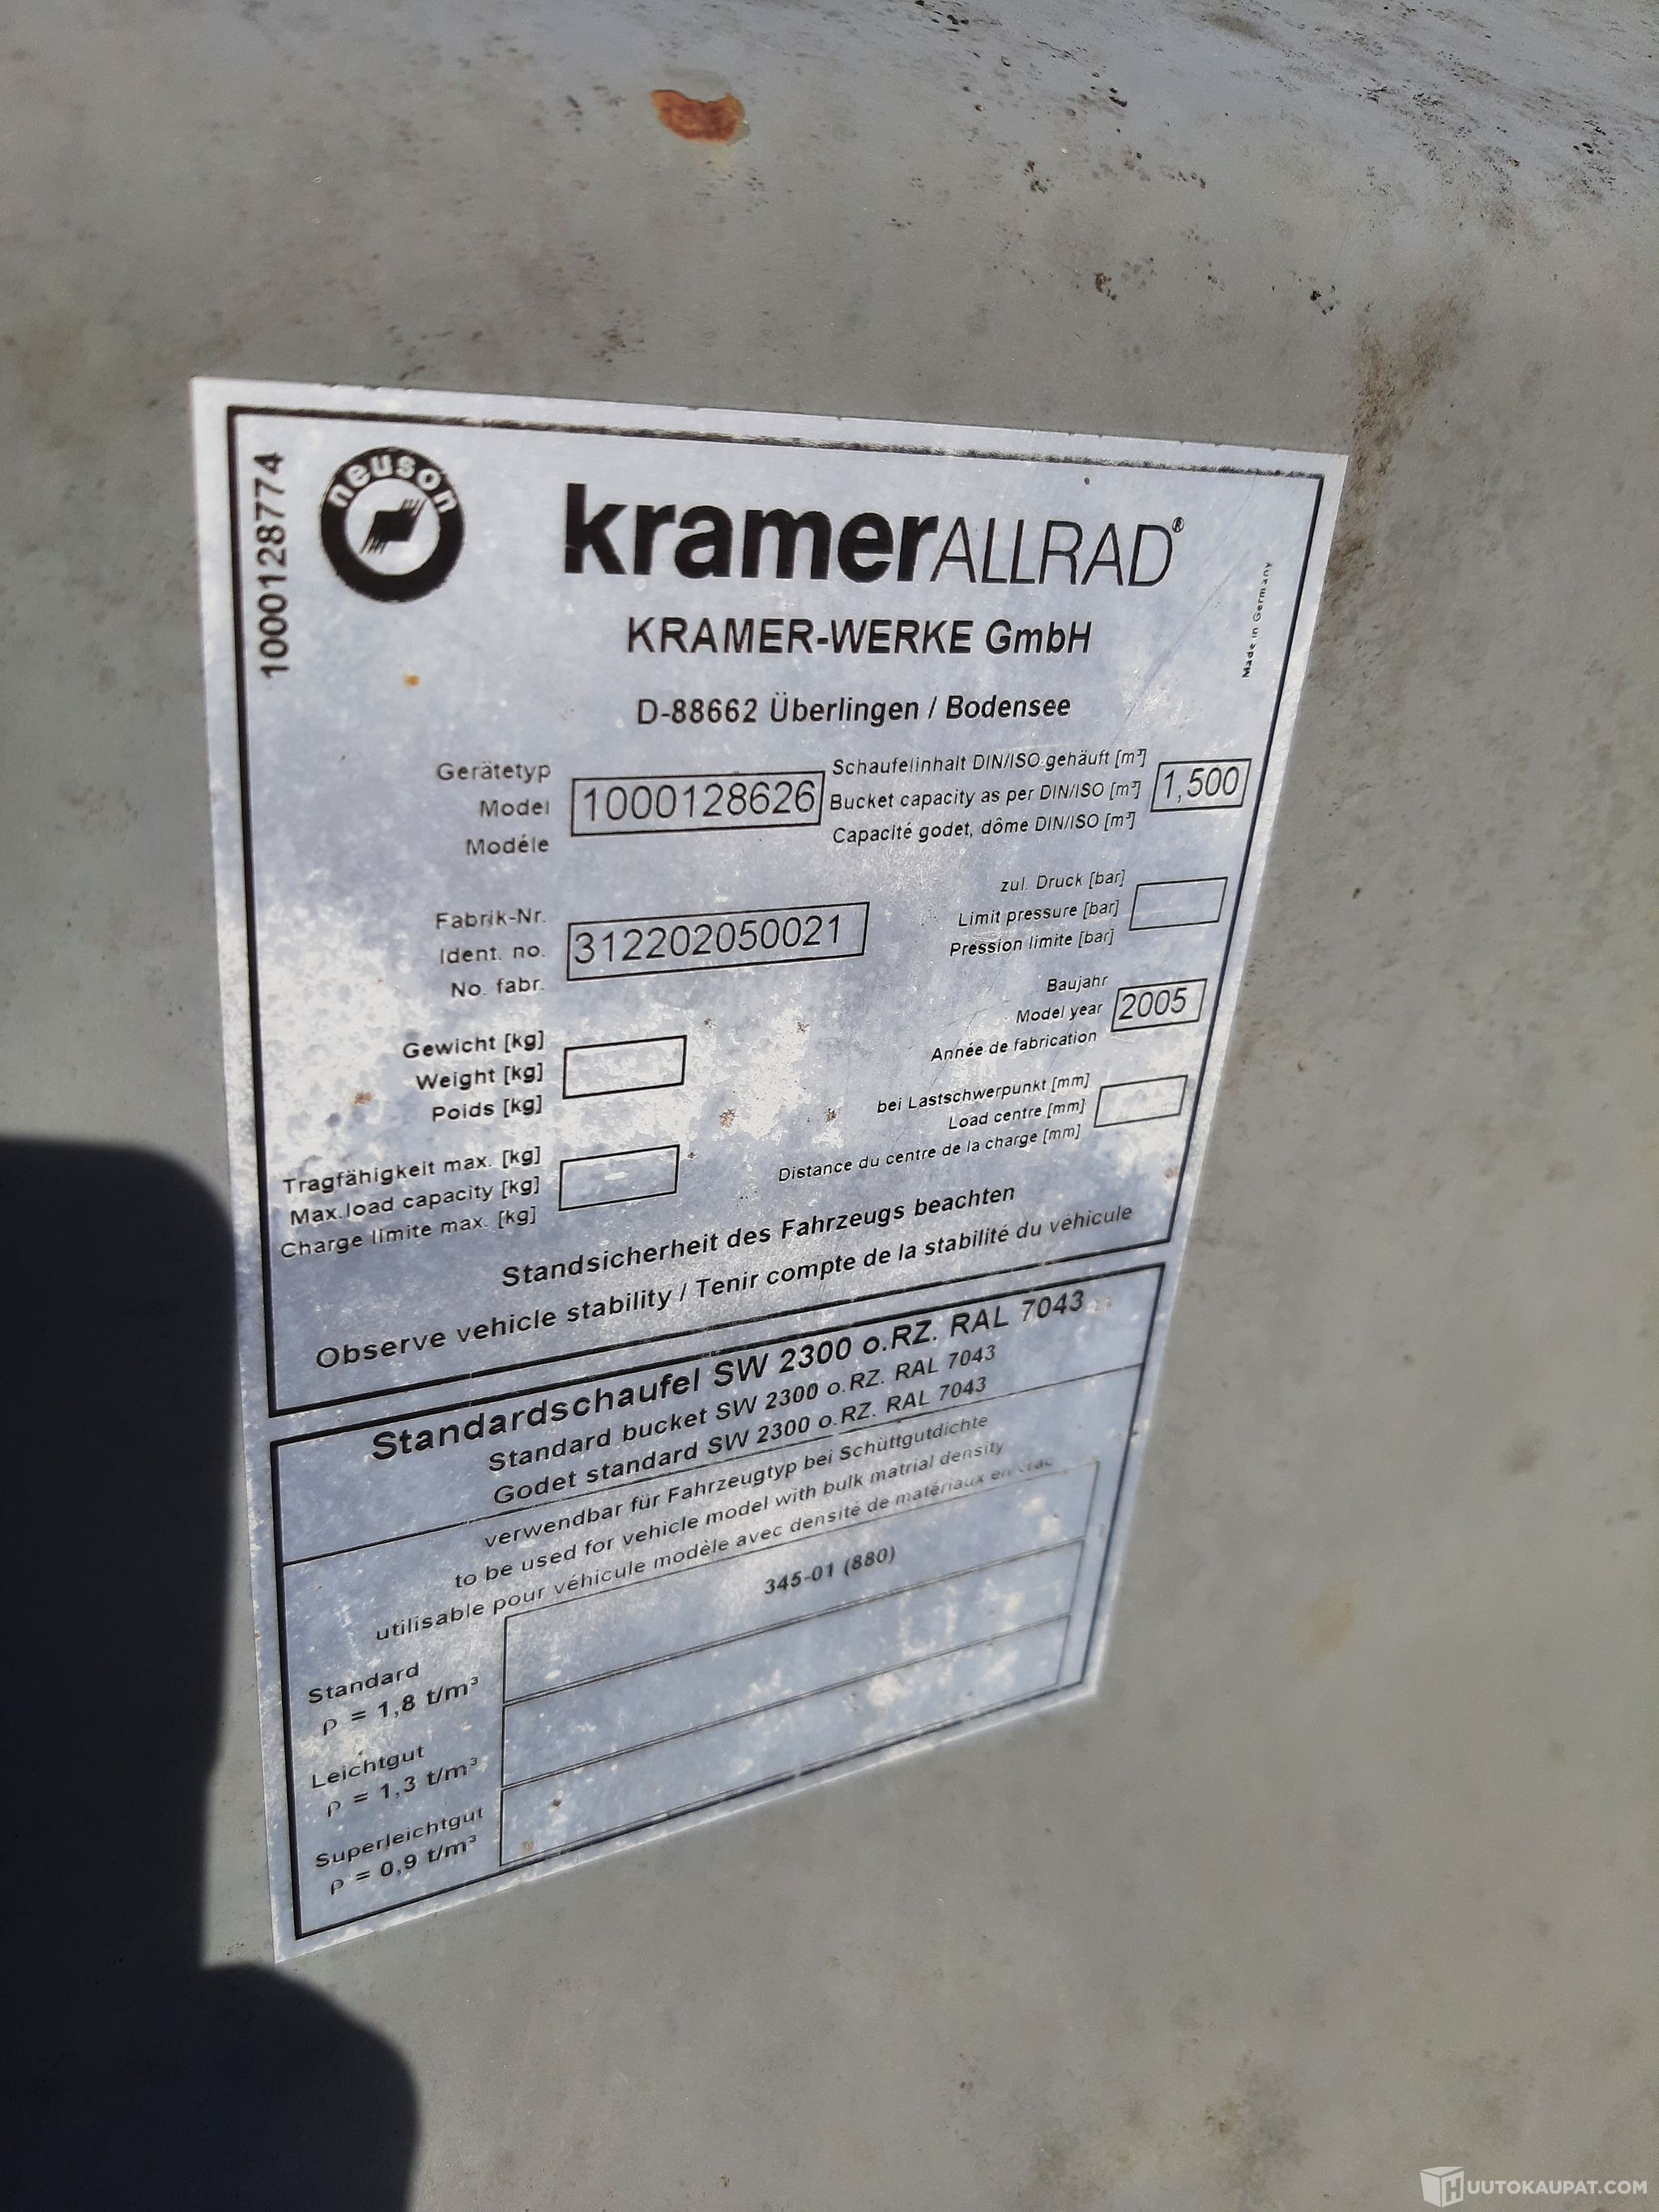 1000128774
neuson
kramerALLRAD®
KRAMER-WERKE GmbH
Made in Germany
D-88662 Überlingen / Bodensee
Gerätetyp
Model
Modéle
1000128626
Schaufelinhalt DIN/ISO gehäuft [m³]
Bucket capacity as per DIN/ISO [m³]
Capacité godet, dôme DIN/ISO [m³]
1,500
Fabrik-Nr.
Ident. no.
No. fabr.
312202050021
zul. Druck [bar]
Limit pressure [bar]
Pression limite [bar]
Baujahr
Model year
Année de fabrication
2005
Gewicht [kg]
Weight [kg]
Poids [kg]
bei Lastschwerpunkt [mm]
Load centre [mm]
Distance du centre de la charge [mm]
Tragfähigkeit max. [kg]
Max.load capacity [kg]
Charge limite max. [kg]
Standsicherheit des Fahrzeugs beachten
Observe vehicle stability / Tenir compte de la stabilité du véhicule
Standardschaufel SW 2300 o.RZ. RAL 7043
Standard bucket SW 2300 o.RZ. RAL 7043
Godet standard SW 2300 o.RZ. RAL 7043
verwendbar für Fahrzeugtyp bei Schüttgutdichte
to be used for vehicle model with bulk matrial density
utilisable pour véhicule modèle avec densité de matériaux en
345-01 (880)
Standard
ρ = 1,8 t/m³
Leichtgut
ρ = 1,3 t/m³
Superleichtgut
ρ = 0,9 t/m³
HUUTOKAUPAT.COM